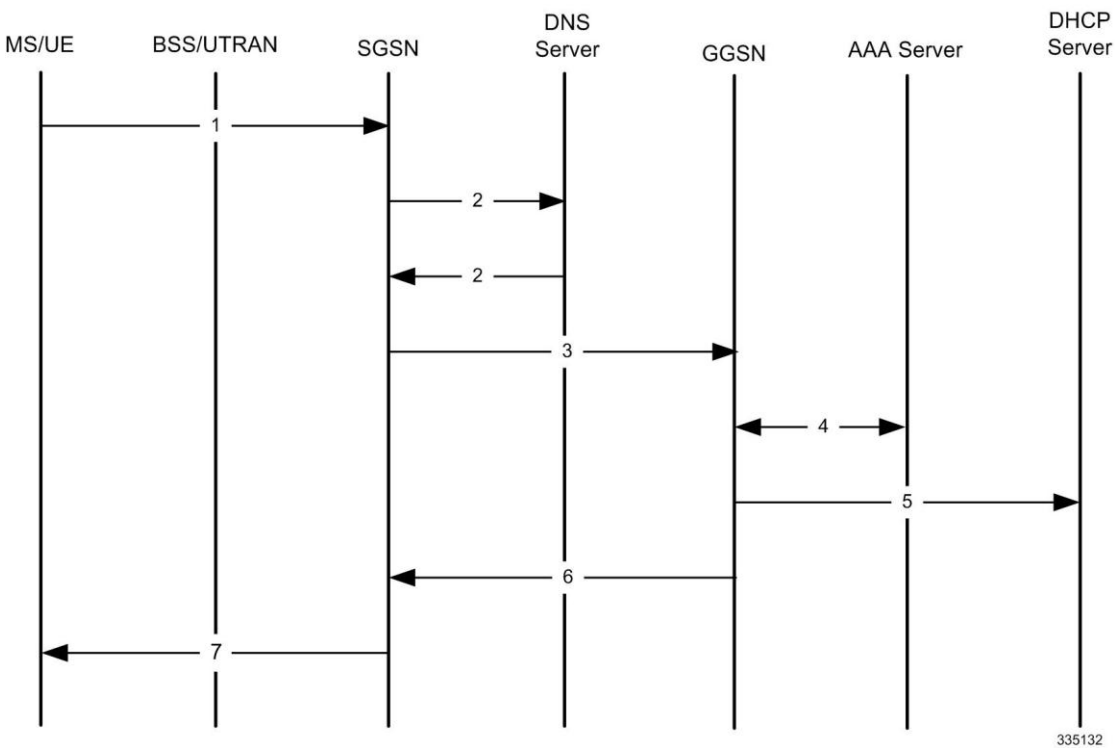 MS/UE
BSS/UTRAN
SGSN
DNS
Server
GGSN
AAA Server
DHCP
Server
1
2
2
3
4
5
6
7
335132